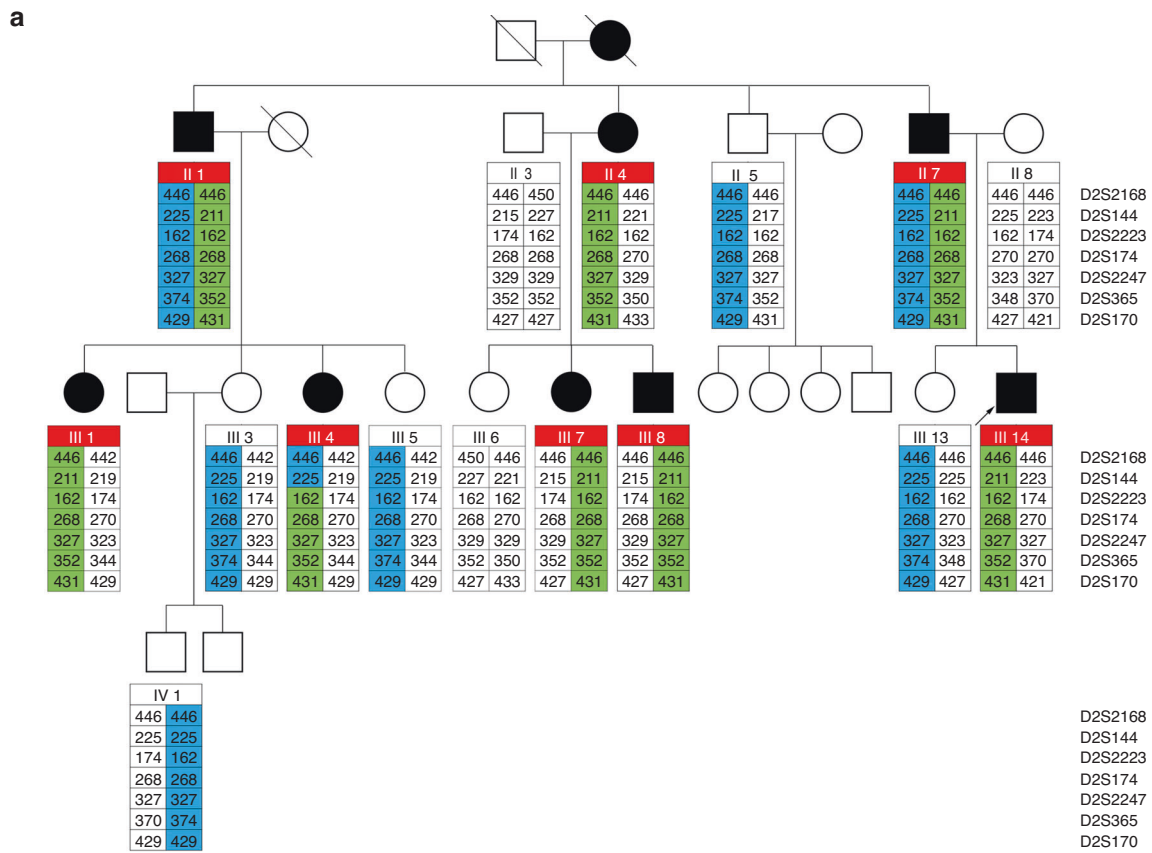 a
II 1 II 3 II 4 II 5 II 7 II 8
446 446 446 450 446 446 446 446 446 446 446 446 D2S2168
225 211 215 227 211 221 225 217 225 211 225 223 D2S144
162 162 174 162 162 162 162 162 162 162 162 174 D2S2223
268 268 268 268 268 270 268 268 268 268 270 270 D2S174
327 327 329 329 327 329 327 327 327 327 323 327 D2S2247
374 352 352 352 352 350 374 352 374 352 348 370 D2S365
429 431 427 427 431 433 429 431 429 431 427 421 D2S170
III 1 III 3 III 4 III 5 III 6 III 7 III 8 III 13 III 14
446 442 446 442 446 442 446 442 450 446 446 446 446 446 446 446 446 446 D2S2168
211 219 225 219 225 219 225 219 227 221 215 211 215 211 225 225 211 223 D2S144
162 174 162 174 162 174 162 174 162 162 174 162 174 162 162 162 162 174 D2S2223
268 270 268 270 268 270 268 270 268 270 268 268 268 268 268 270 268 270 D2S174
327 323 327 323 327 323 327 323 329 329 329 327 329 327 327 323 327 327 D2S2247
352 344 374 344 352 344 374 344 352 350 352 352 352 352 374 348 352 370 D2S365
431 429 429 429 431 429 429 429 427 433 427 431 427 431 429 427 431 421 D2S170
IV 1
446 446 D2S2168
225 225 D2S144
174 162 D2S2223
268 268 D2S174
327 327 D2S2247
370 374 D2S365
429 429 D2S170